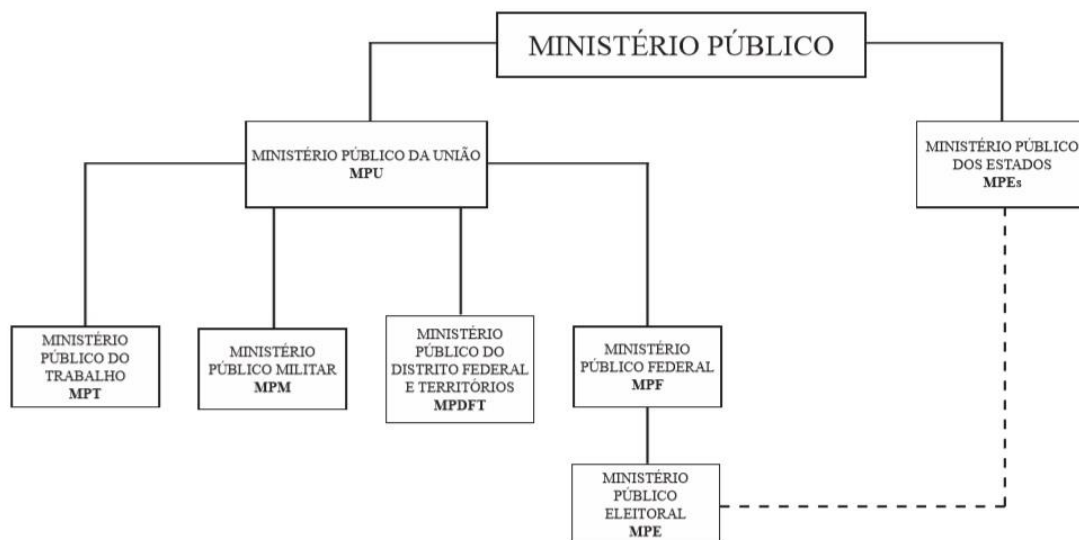 MINISTÉRIO PÚBLICO
MINISTÉRIO PÚBLICO DA UNIÃO
MPU
MINISTÉRIO PÚBLICO
DOS ESTADOS
MPEs
MINISTÉRIO
PÚBLICO DO
TRABALHO
MPT
MINISTÉRIO
PÚBLICO MILITAR
MPM
MINISTÉRIO
PÚBLICO DO
DISTRITO FEDERAL
E TERRITÓRIOS
MPDFT
MINISTÉRIO
PÚBLICO FEDERAL
MPF
MINISTÉRIO
PÚBLICO
ELEITORAL
MPE